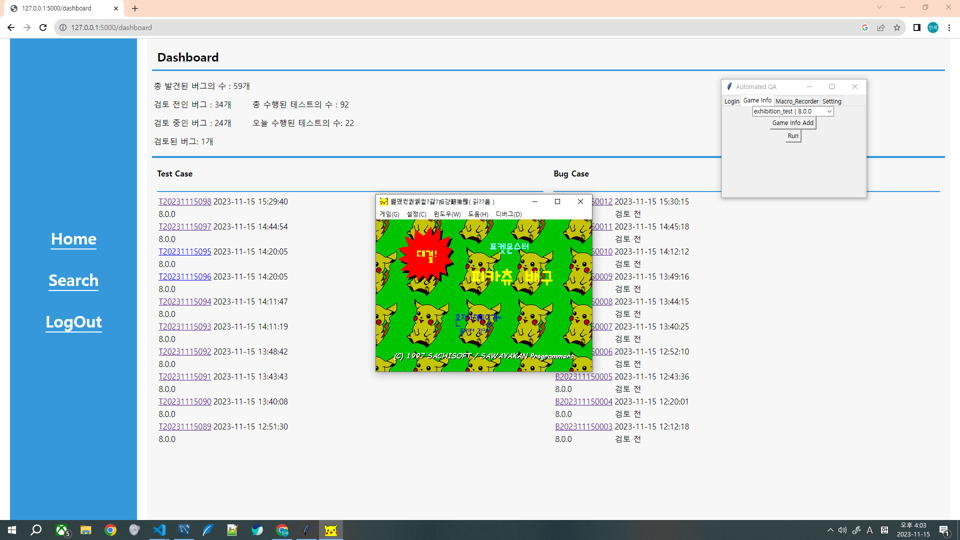 127.0.0.1:5000/dashboard
127.0.0.1:5000/dashboard
Home
Search
LogOut
Dashboard
총 발견된 버그의 수 : 59개
검토 전인 버그 : 34개 총 수행된 테스트의 수 : 92
검토 중인 버그 : 24개 오늘 수행된 테스트의 수: 22
검토된 버그: 1개
Test Case
T20231115098 2023-11-15 15:29:40
8.0.0
T20231115097 2023-11-15 14:44:54
8.0.0
T20231115095 2023-11-15 14:20:05
8.0.0
T20231115096 2023-11-15 14:20:05
8.0.0
T20231115094 2023-11-15 14:11:47
8.0.0
T20231115093 2023-11-15 14:11:19
8.0.0
T20231115092 2023-11-15 13:48:42
8.0.0
T20231115091 2023-11-15 13:43:43
8.0.0
T20231115090 2023-11-15 13:40:08
8.0.0
T20231115089 2023-11-15 12:51:30
8.0.0
Bug Case
50012 2023-11-15 15:30:15
검토 전
50011 2023-11-15 14:45:18
검토 전
50010 2023-11-15 14:12:12
검토 전
50009 2023-11-15 13:49:16
검토 전
50008 2023-11-15 13:44:15
검토 전
50007 2023-11-15 13:40:25
검토 전
50006 2023-11-15 12:52:10
검토 전
B202311150005 2023-11-15 12:43:36
8.0.0 검토 전
B202311150004 2023-11-15 12:20:01
8.0.0 검토 전
B202311150003 2023-11-15 12:12:18
8.0.0 검토 전
게임(G) 설정(C) 윈도우(W) 도움(H) 디버그(D)
대결!
포켓몬스터
피카츄 배구
(C) 1997 SACHISOFT / SAWAYAKAN Programmers
Automated QA
Login Game Info Macro_Recorder Setting
exhibition_test | 8.0.0
Game Info Add
Run
오후 4:03
2023-11-15